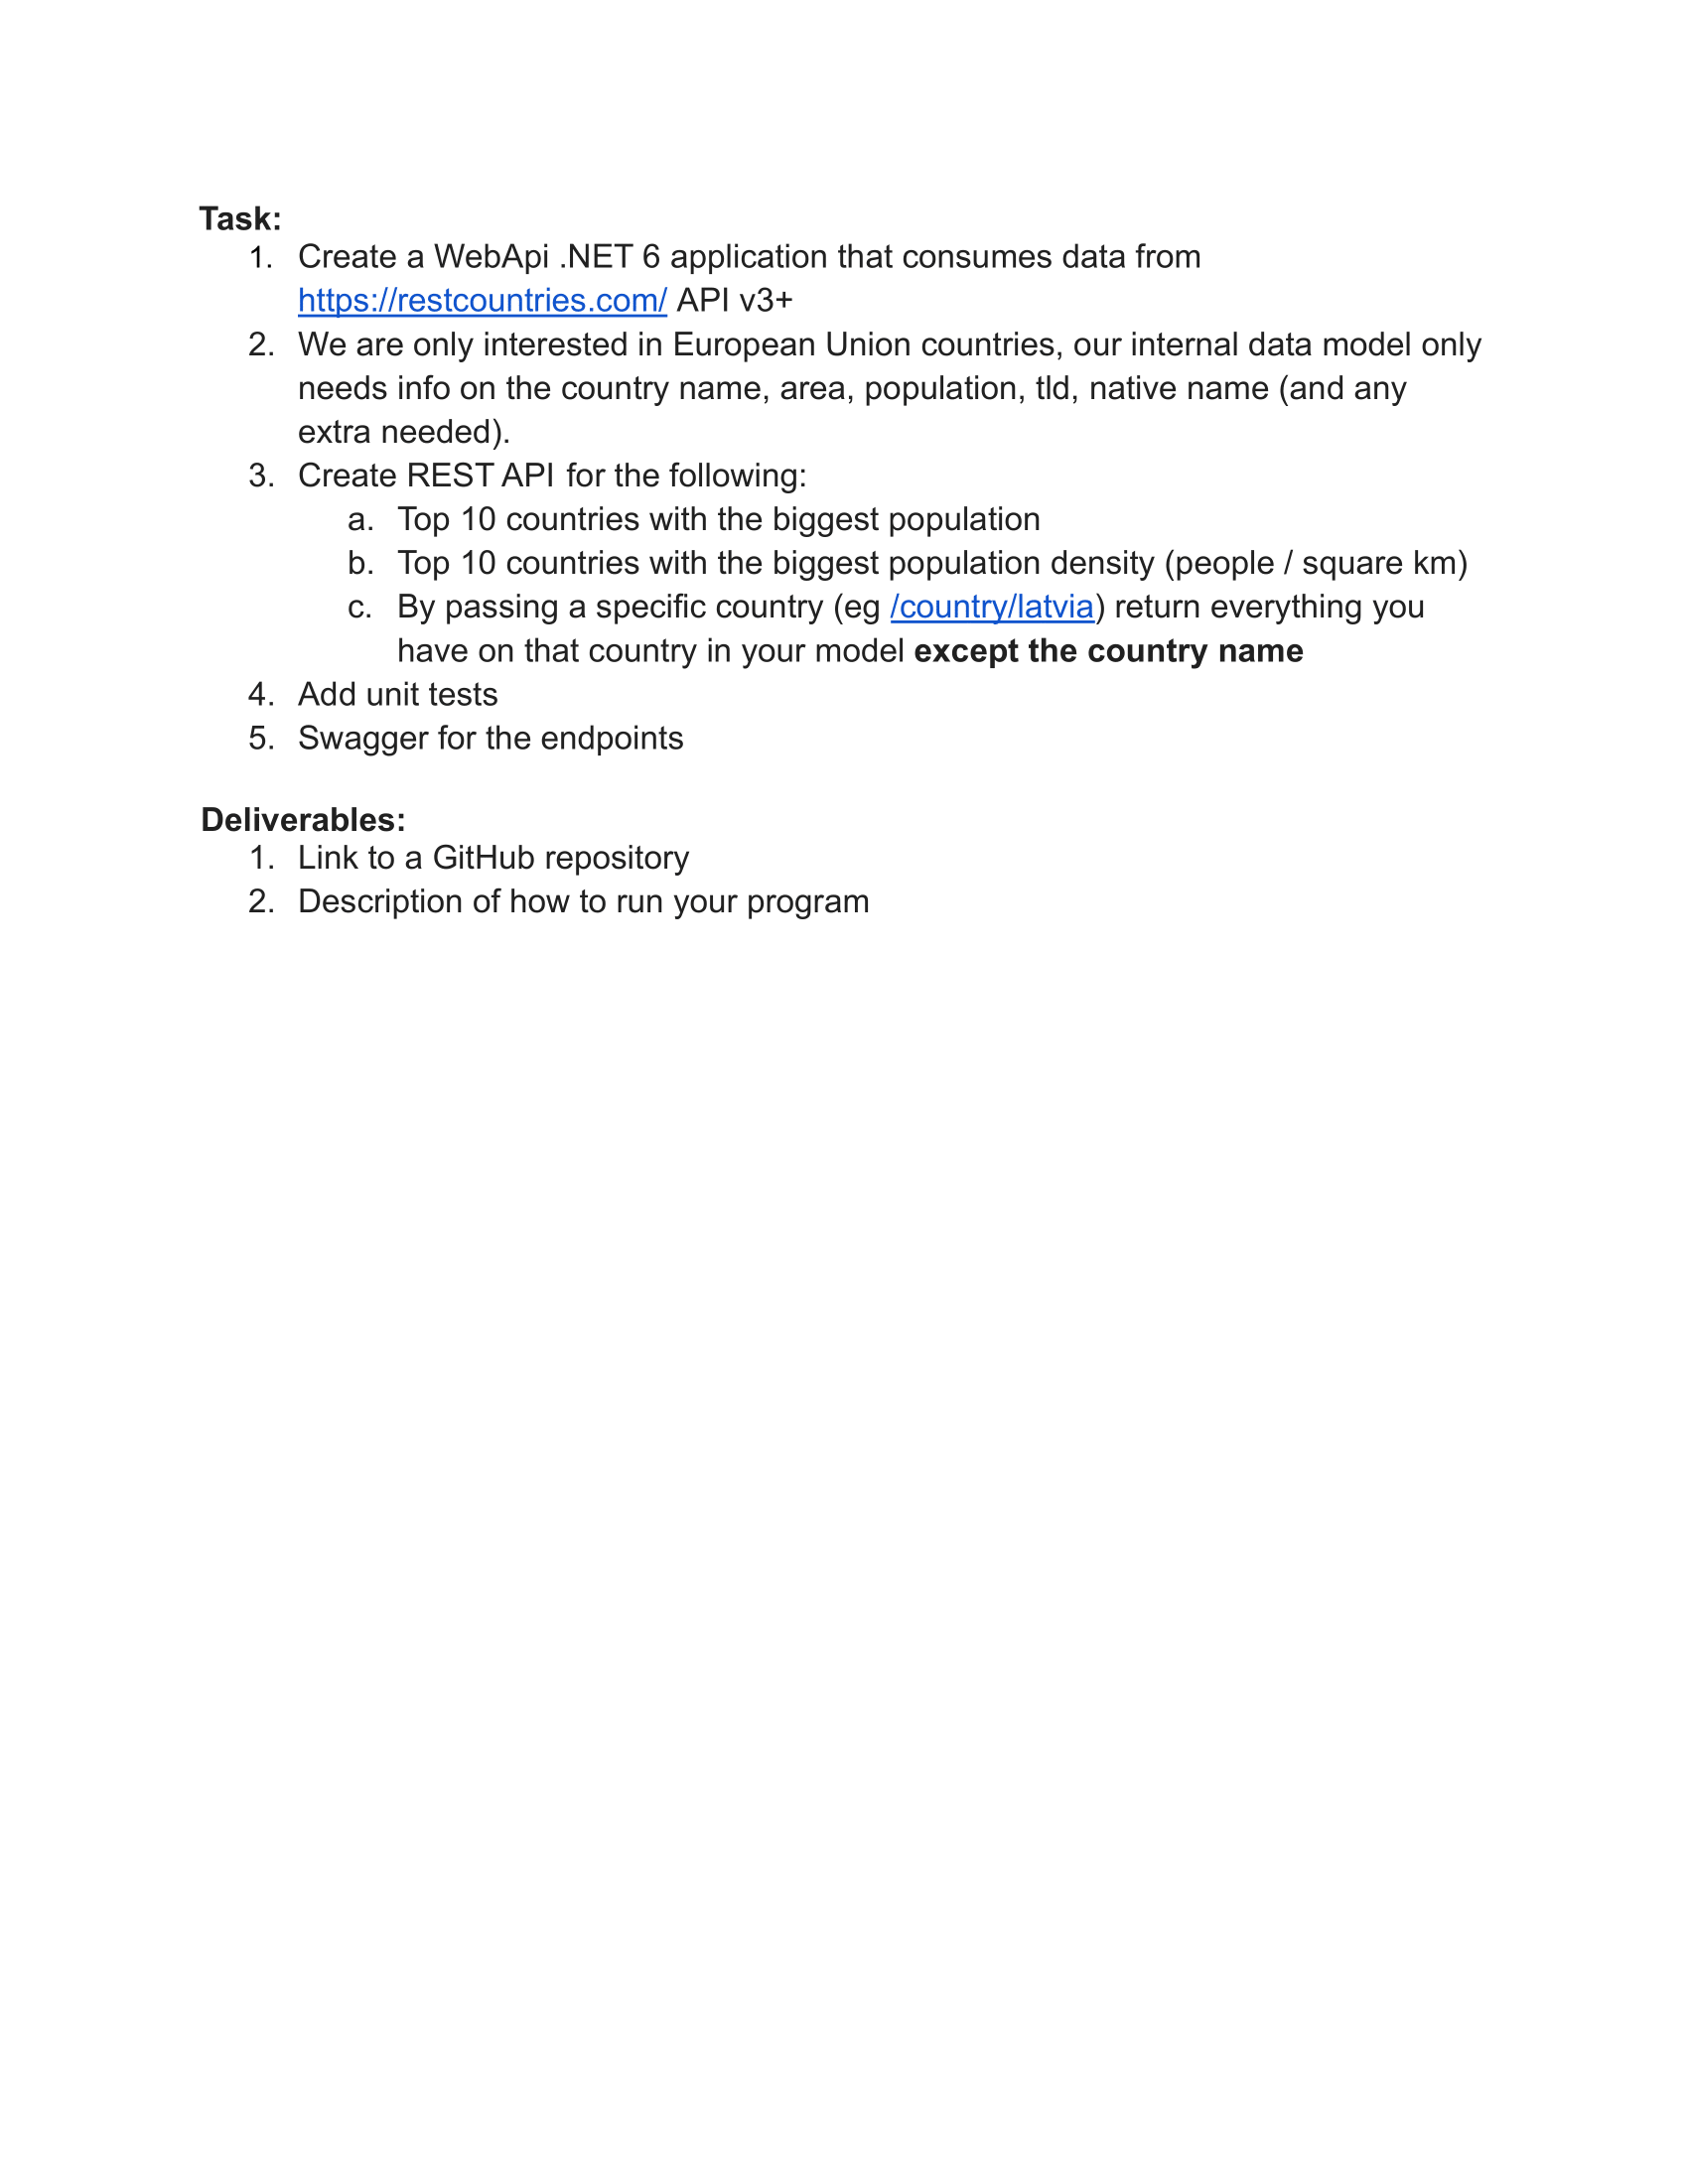 Task:
1. Create a WebApi .NET 6 application that consumes data from
https://restcountries.com/ API v3+
2. We are only interested in European Union countries, our internal data model only
needs info on the country name, area, population, tld, native name (and any
extra needed).
3. Create REST API for the following:
a. Top 10 countries with the biggest population
b. Top 10 countries with the biggest population density (people / square km)
c. By passing a specific country (eg /country/latvia) return everything you
have on that country in your model except the country name
4. Add unit tests
5. Swagger for the endpoints
Deliverables:
1. Link to a GitHub repository
2. Description of how to run your program